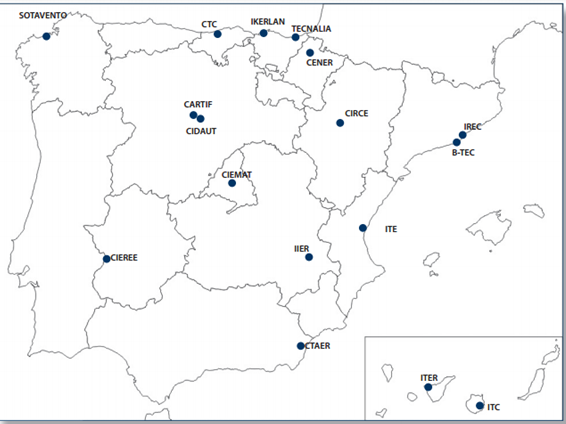 SOTAVENTO
CTC
IKERLAN
TECNALIA
CENER
CARTIF
CIDAUT
CIRCE
IREC
B-TEC
CIEMAT
ITE
CIEREE
IIER
CTAER
ITER
ITC